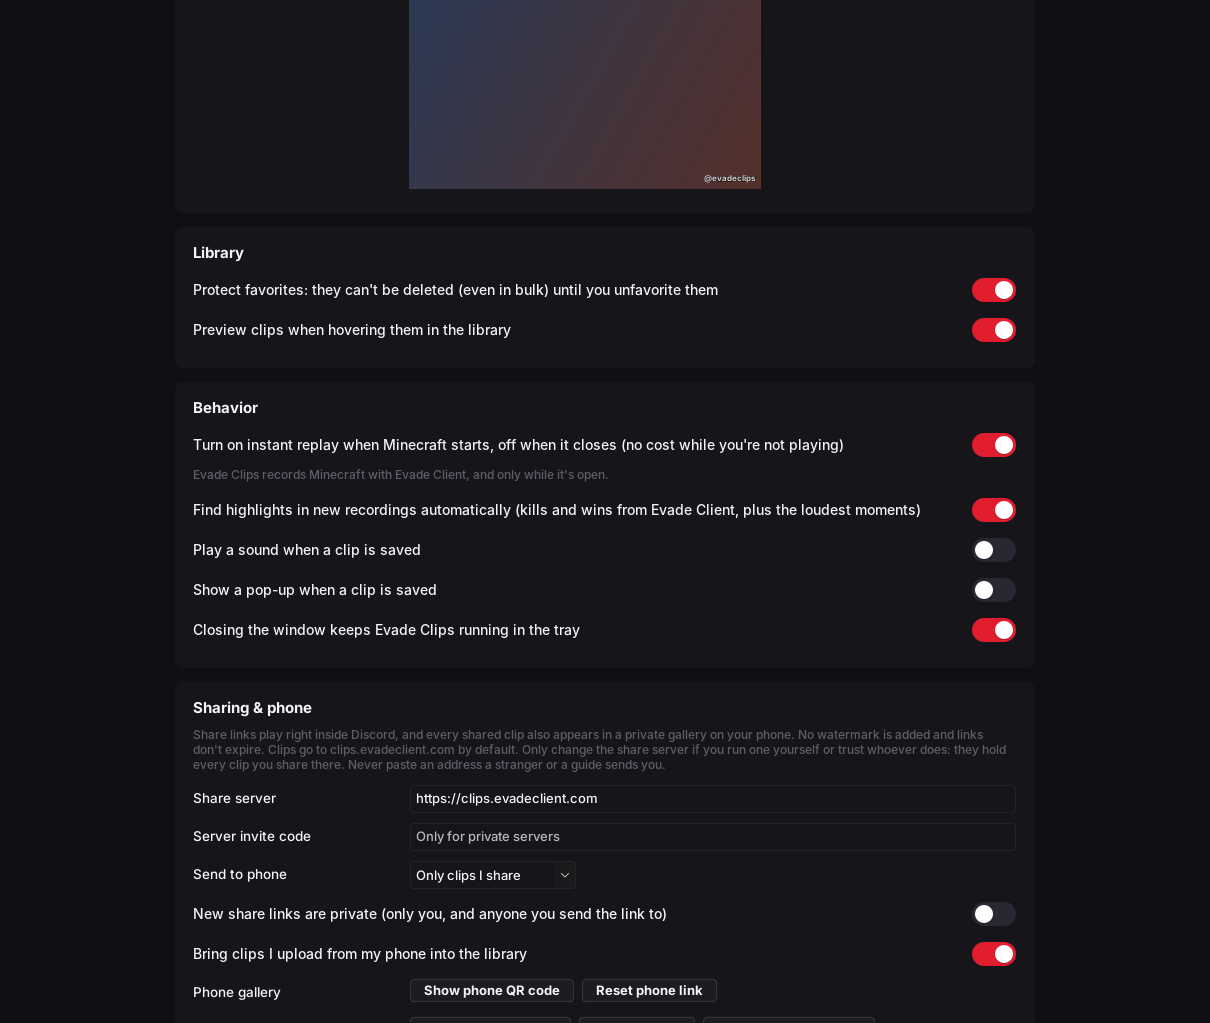 @evadeclips
Library
Protect favorites: they can't be deleted (even in bulk) until you unfavorite them
Preview clips when hovering them in the library
Behavior
Turn on instant replay when Minecraft starts, off when it closes (no cost while you're not playing)
Evade Clips records Minecraft with Evade Client, and only while it's open.
Find highlights in new recordings automatically (kills and wins from Evade Client, plus the loudest moments)
Play a sound when a clip is saved
Show a pop-up when a clip is saved
Closing the window keeps Evade Clips running in the tray
Sharing & phone
Share links play right inside Discord, and every shared clip also appears in a private gallery on your phone. No watermark is added and links
don't expire. Clips go to clips.evadeclient.com by default. Only change the share server if you run one yourself or trust whoever does: they hold
every clip you share there. Never paste an address a stranger or a guide sends you.
Share server
https://clips.evadeclient.com
Server invite code
Only for private servers
Send to phone
Only clips I share
New share links are private (only you, and anyone you send the link to)
Bring clips I upload from my phone into the library
Phone gallery
Show phone QR code
Reset phone link